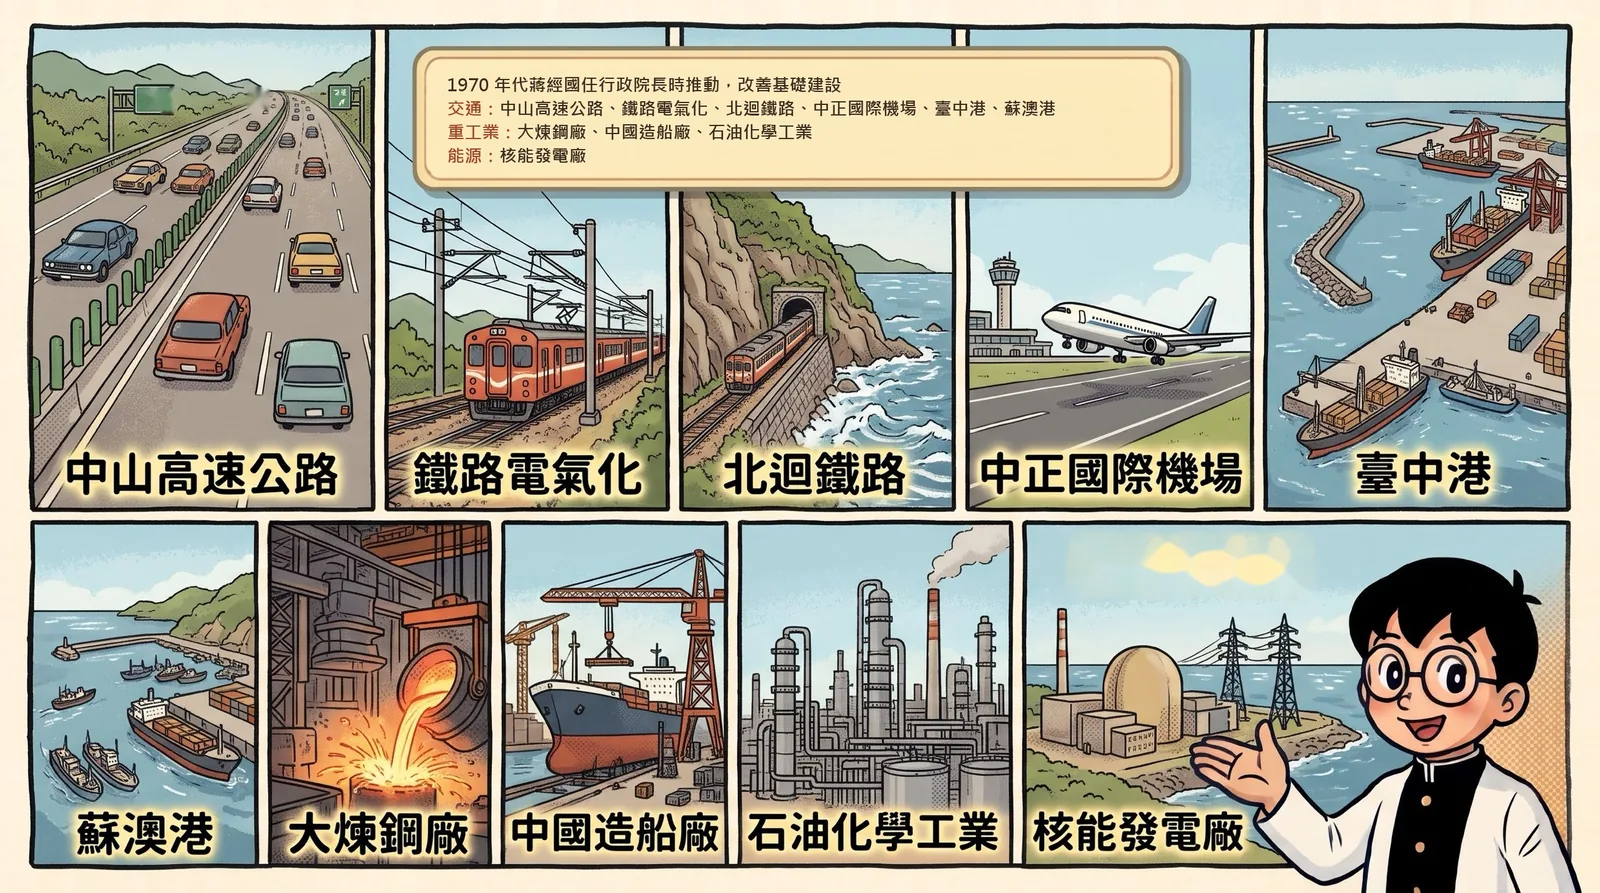 1970 年代蔣經國任行政院長時推動，改善基礎建設
交通：中山高速公路、鐵路電氣化、北迴鐵路、中正國際機場、臺中港、蘇澳港
重工業：大煉鋼廠、中國造船廠、石油化學工業
能源：核能發電廠
中山高速公路
鐵路電氣化
北迴鐵路
中正國際機場
臺中港
蘇澳港
大煉鋼廠
中國造船廠
石油化學工業
核能發電廠